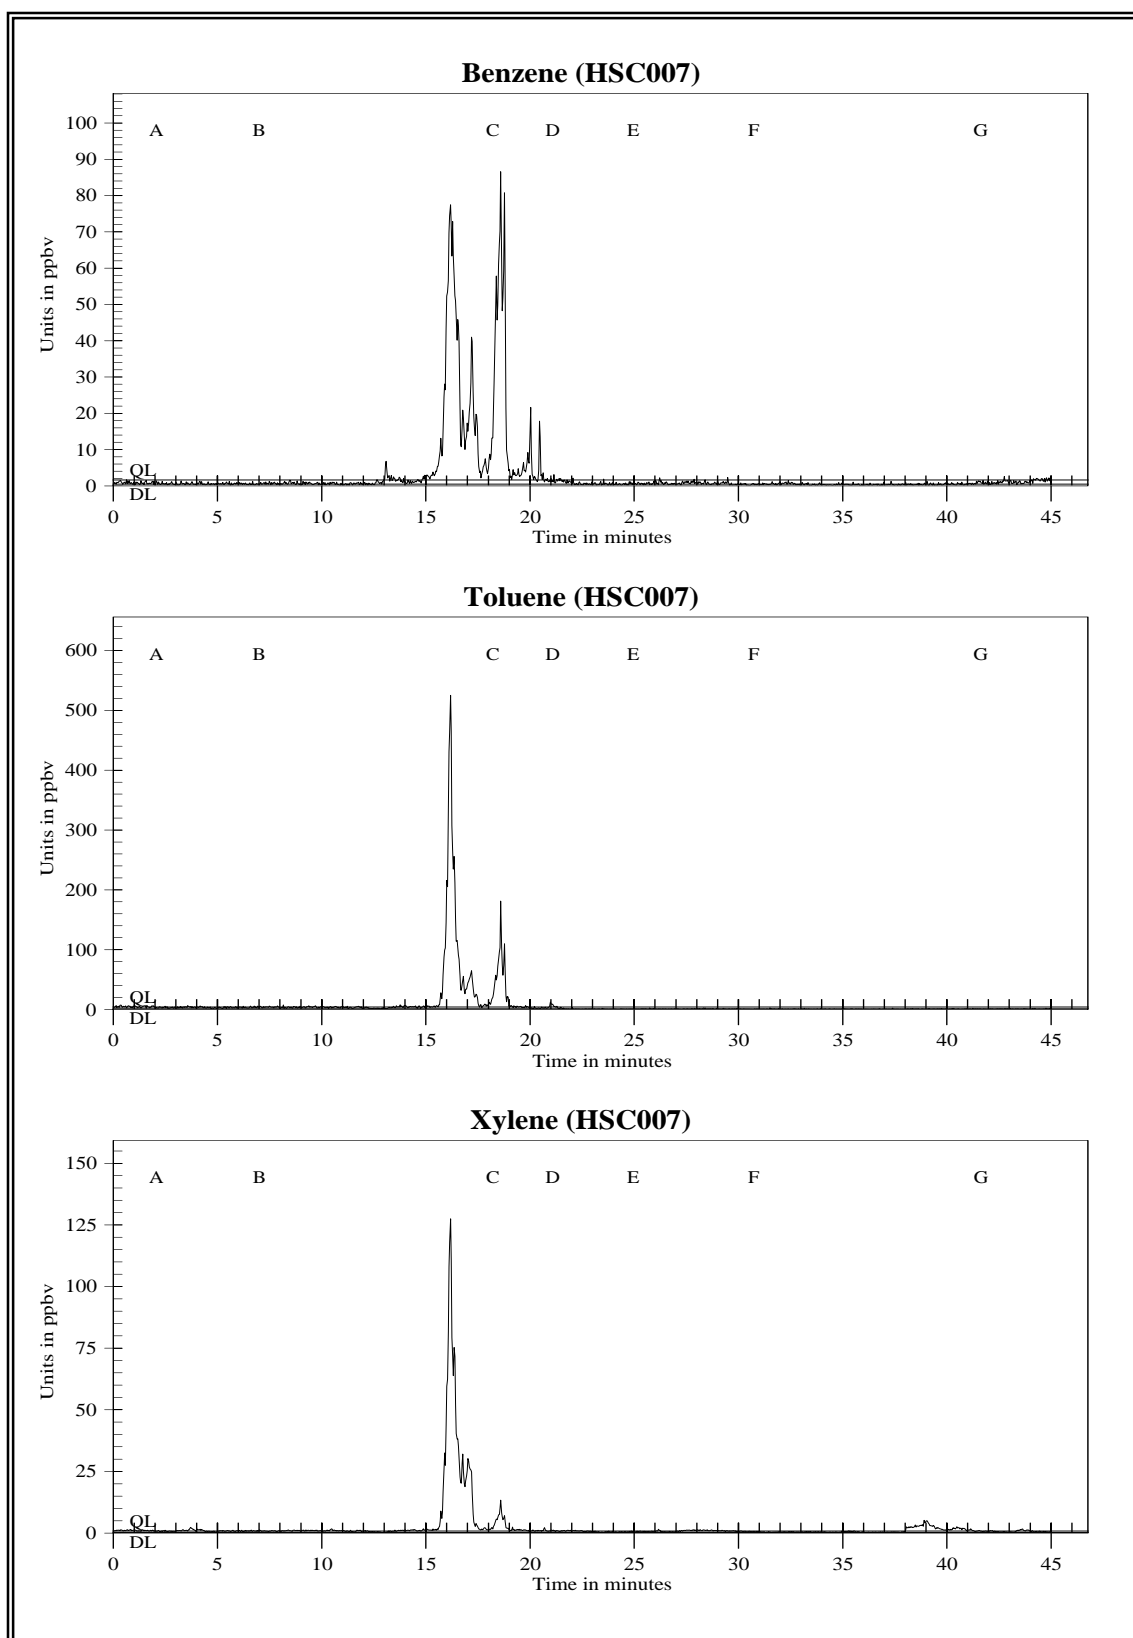 Benzene (HSC007)
100
A B C D E F G
90
80
70
60
Units in ppbv
50
40
30
20
10
QL
0
DL
0 5 10 15 20 25 30 35 40 45
Time in minutes
Toluene (HSC007)
600
A B C D E F G
500
400
Units in ppbv
300
200
100
QL
0
DL
0 5 10 15 20 25 30 35 40 45
Time in minutes
Xylene (HSC007)
150
A B C D E F G
125
100
Units in ppbv
75
50
25
QL
0
DL
0 5 10 15 20 25 30 35 40 45
Time in minutes